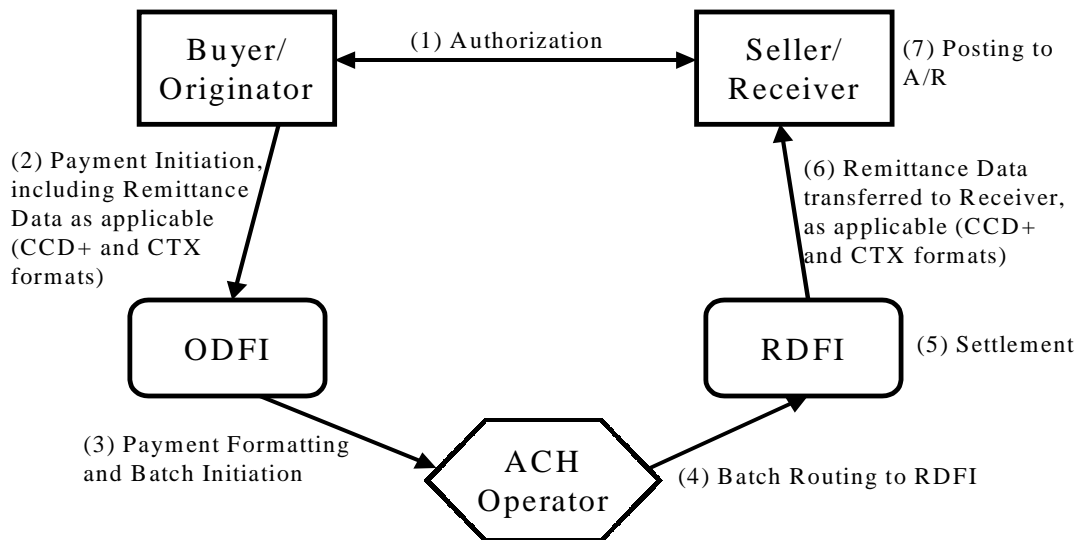 Buyer/
Originator
(1) Authorization
Seller/
Receiver
(7) Posting to
A/R
(2) Payment Initiation,
including Remittance
Data as applicable
(CCD+ and CTX
formats)
(6) Remittance Data
transferred to Receiver,
as applicable (CCD+
and CTX formats)
ODFI
RDFI
(5) Settlement
(3) Payment Formatting
and Batch Initiation
ACH
Operator
(4) Batch Routing to RDFI